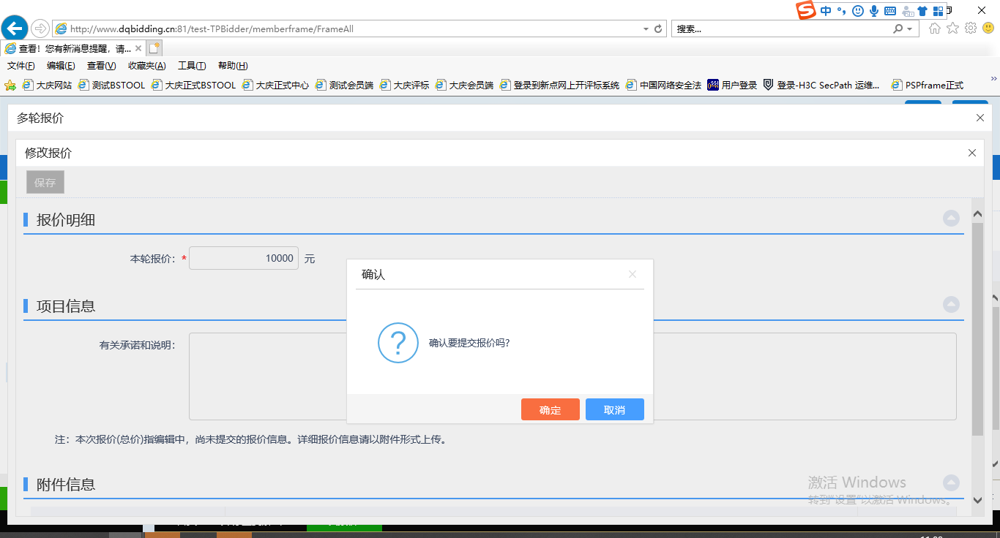 中
http://www.dqbidding.cn:81/test-TPBidder/memberframe/FrameAll
搜索...
查看！您有新消息提醒，请...
文件(F) 编辑(E) 查看(V) 收藏夹(A) 工具(T) 帮助(H)
大庆网站 测试BSTOOL 大庆正式BSTOOL 大庆正式中心 测试会员端 大庆评标 大庆会员端 登录到新点网上开评标系统 中国网络安全法 用户登录 登录-H3C SecPath 运维... PSPframe正式
多轮报价
修改报价
保存
报价明细
本轮报价：* 10000 元
确认
项目信息
有关承诺和说明：
确认要提交报价吗?
确定 取消
注：本次报价(总价)指编辑中，尚未提交的报价信息。详细报价信息请以附件形式上传。
附件信息
激活 Windows
转到"设置"以激活 Windows。